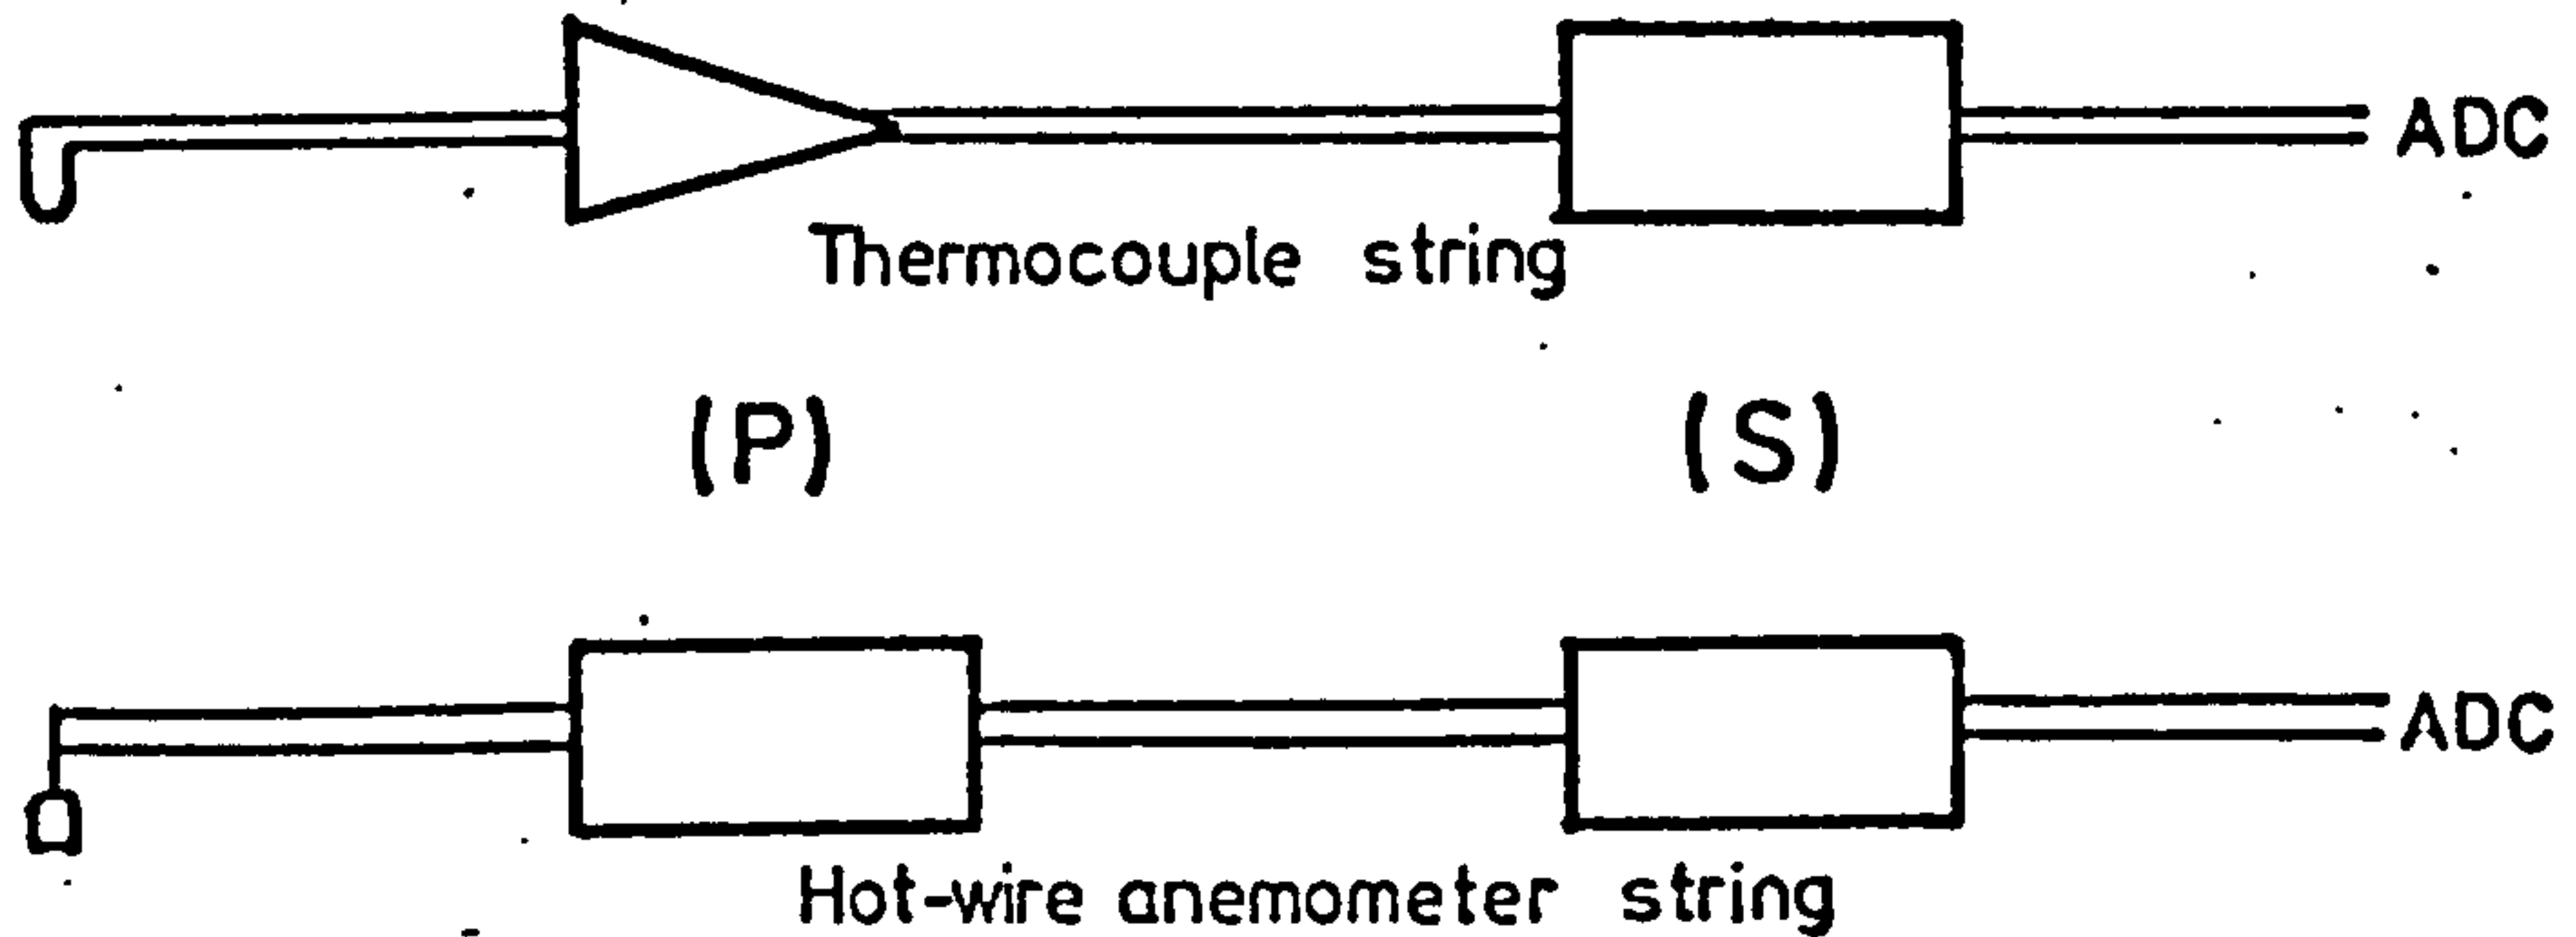 ADC
Thermocouple string
(P) (S)
ADC
Hot-wire anemometer string